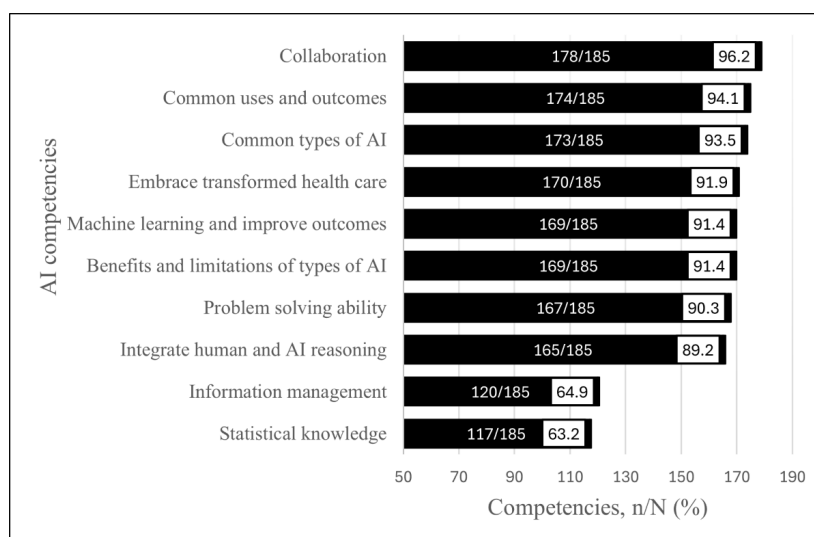 AI competencies
Collaboration 178/185 96.2
Common uses and outcomes 174/185 94.1
Common types of AI 173/185 93.5
Embrace transformed health care 170/185 91.9
Machine learning and improve outcomes 169/185 91.4
Benefits and limitations of types of AI 169/185 91.4
Problem solving ability 167/185 90.3
Integrate human and AI reasoning 165/185 89.2
Information management 120/185 64.9
Statistical knowledge 117/185 63.2
50 70 90 110 130 150 170 190
Competencies, n/N (%)